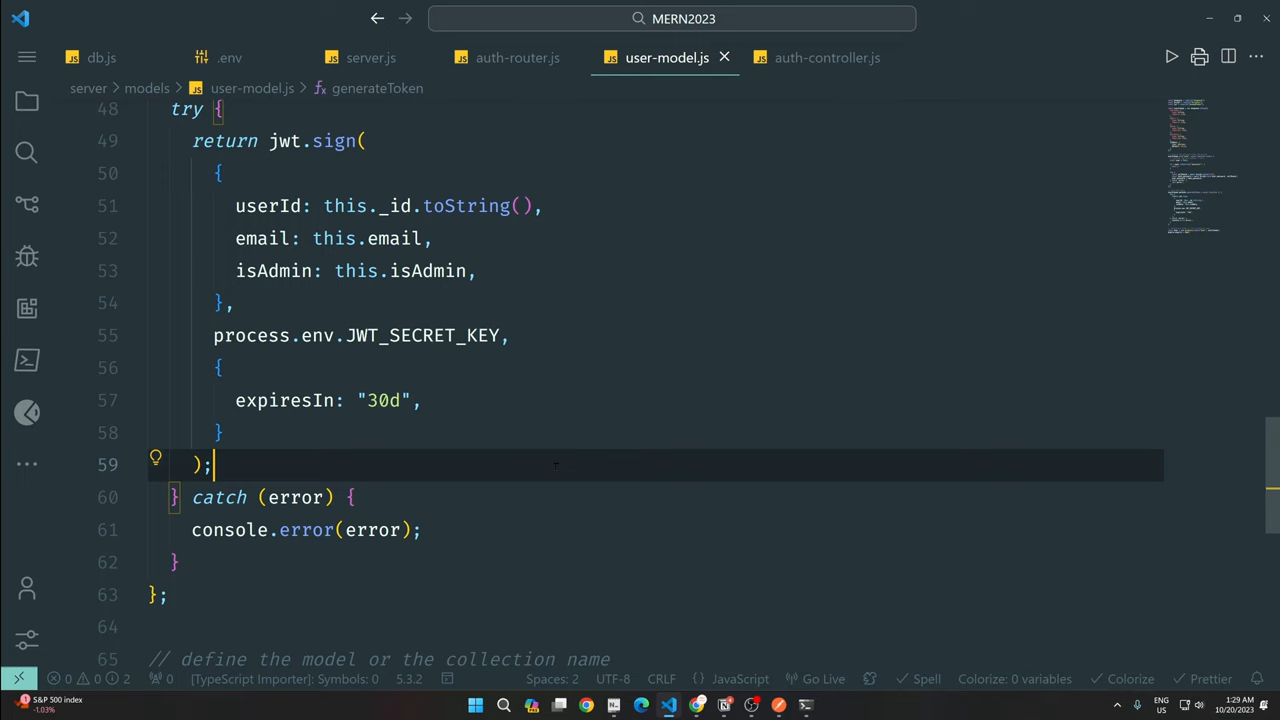 MERN2023
db.js
.env
server.js
auth-router.js
user-model.js
auth-controller.js
server > models > user-model.js > generateToken
48 try {
49 return jwt.sign(
50 {
51 userId: this._id.toString(),
52 email: this.email,
53 isAdmin: this.isAdmin,
54 },
55 process.env.JWT_SECRET_KEY,
56 {
57 expiresIn: "30d",
58 }
59 );
60 } catch (error) {
61 console.error(error);
62 }
63 };
64
65 // define the model or the collection name
0 0 2 0 [TypeScript Importer]: Symbols: 0 5.3.2 Spaces: 2 UTF-8 CRLF {} JavaScript Go Live Spell Colorize: 0 variables Colorize Prettier
S&P 500 index
-1.03%
ENG
US
1:29 AM
10/20/2023